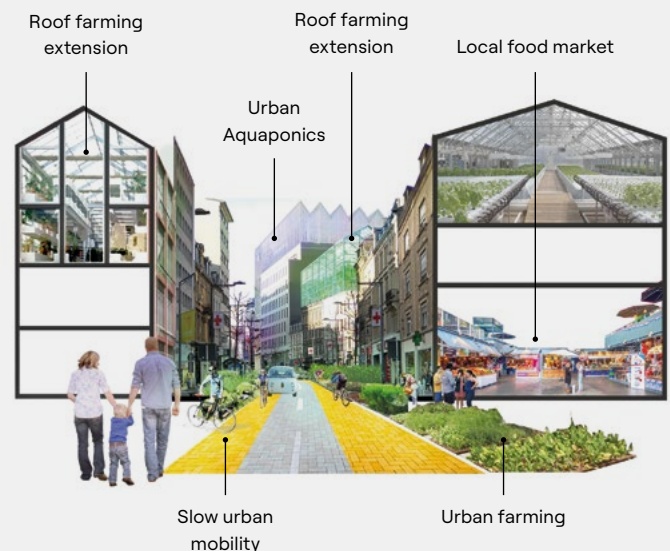 Roof farming
extension
Roof farming
extension
Local food market
Urban
Aquaponics
Slow urban
mobility
Urban farming